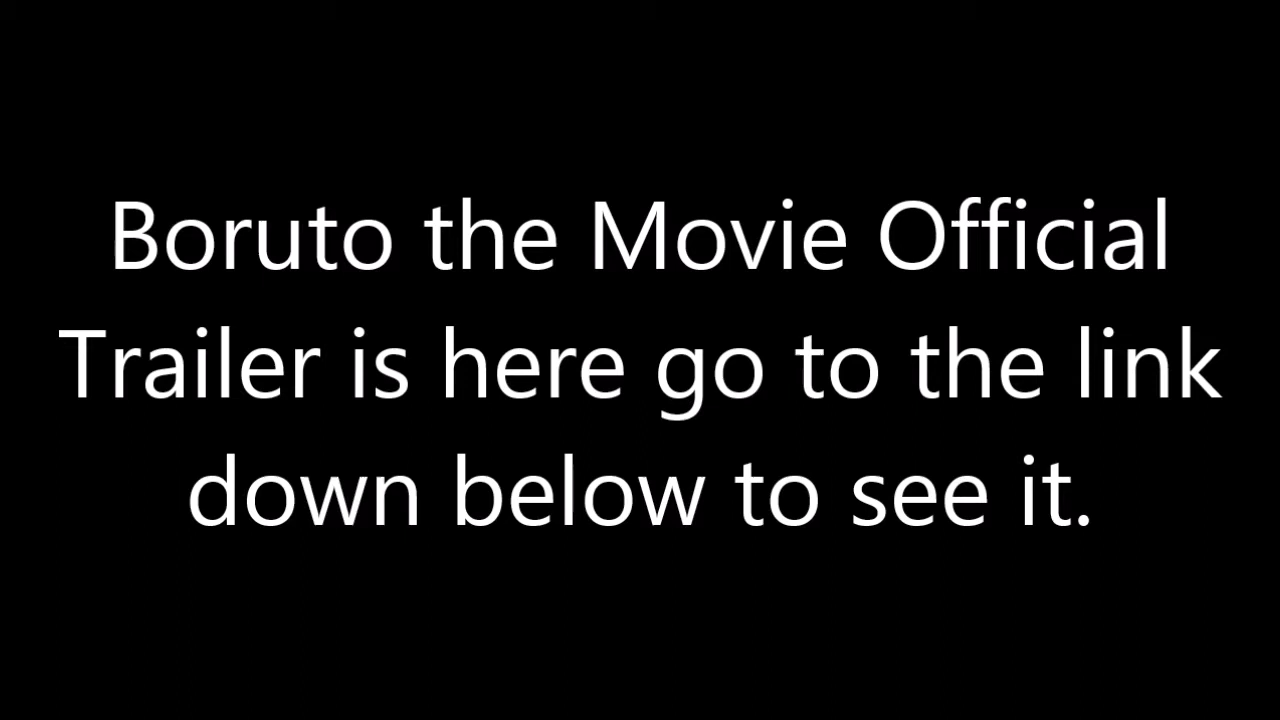 Boruto the Movie Official
Trailer is here go to the link
down below to see it.